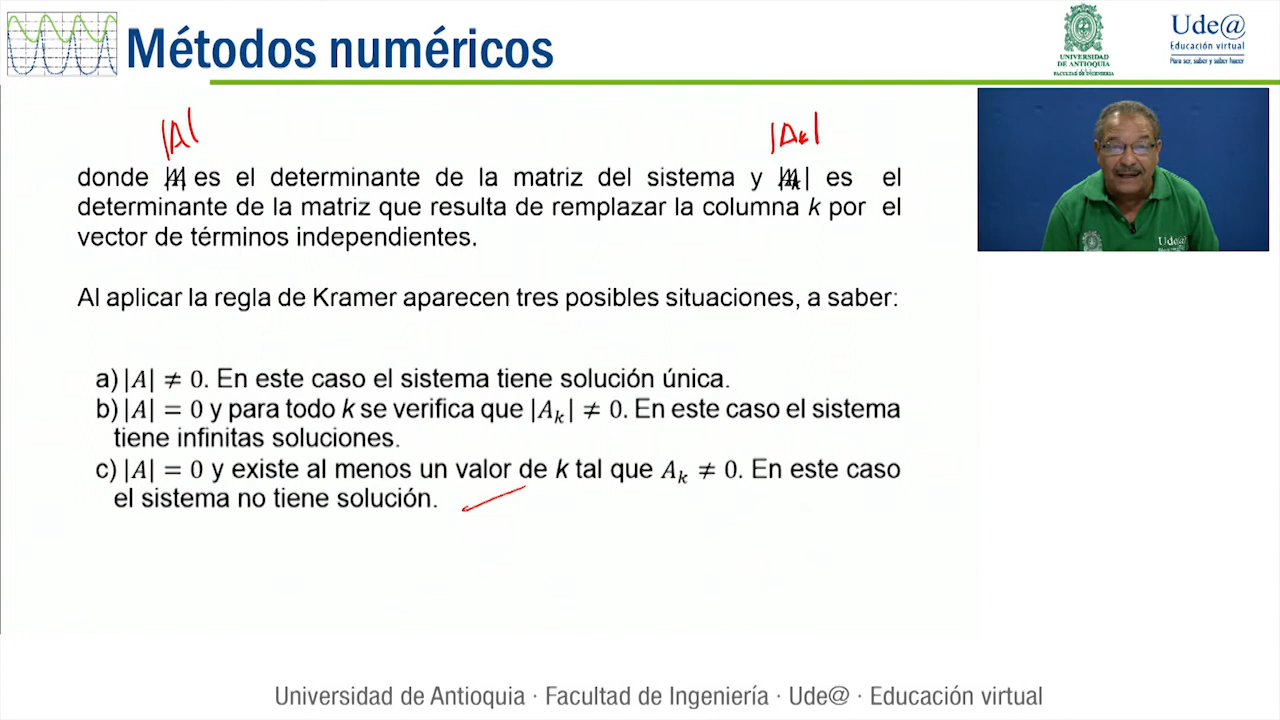 Métodos numéricos
UNIVERSIDAD
DE ANTIOQUIA
FACULTAD DE INGENIERÍA
Ude@
Educación virtual
Para ser, saber y saber hacer
|A|
|Ak|
donde |A| es el determinante de la matriz del sistema y |Ak| es el
determinante de la matriz que resulta de remplazar la columna k por el
vector de términos independientes.
Al aplicar la regla de Kramer aparecen tres posibles situaciones, a saber:
a) |A| ≠ 0. En este caso el sistema tiene solución única.
b) |A| = 0 y para todo k se verifica que |Aₖ| ≠ 0. En este caso el sistema
tiene infinitas soluciones.
c) |A| = 0 y existe al menos un valor de k tal que Aₖ ≠ 0. En este caso
el sistema no tiene solución.
Ude@
Universidad de Antioquia · Facultad de Ingeniería · Ude@ · Educación virtual